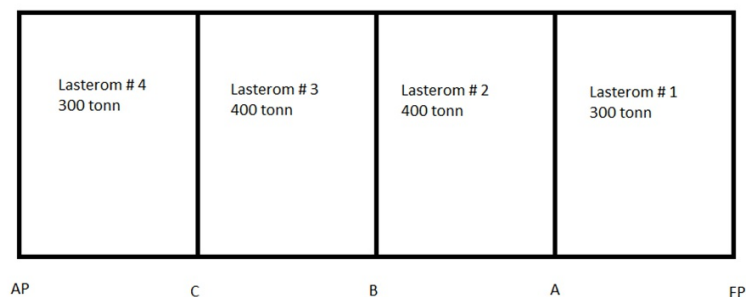 Lasterom # 4
300 tonn
Lasterom # 3
400 tonn
Lasterom # 2
400 tonn
Lasterom # 1
300 tonn
AP
C
B
A
FP